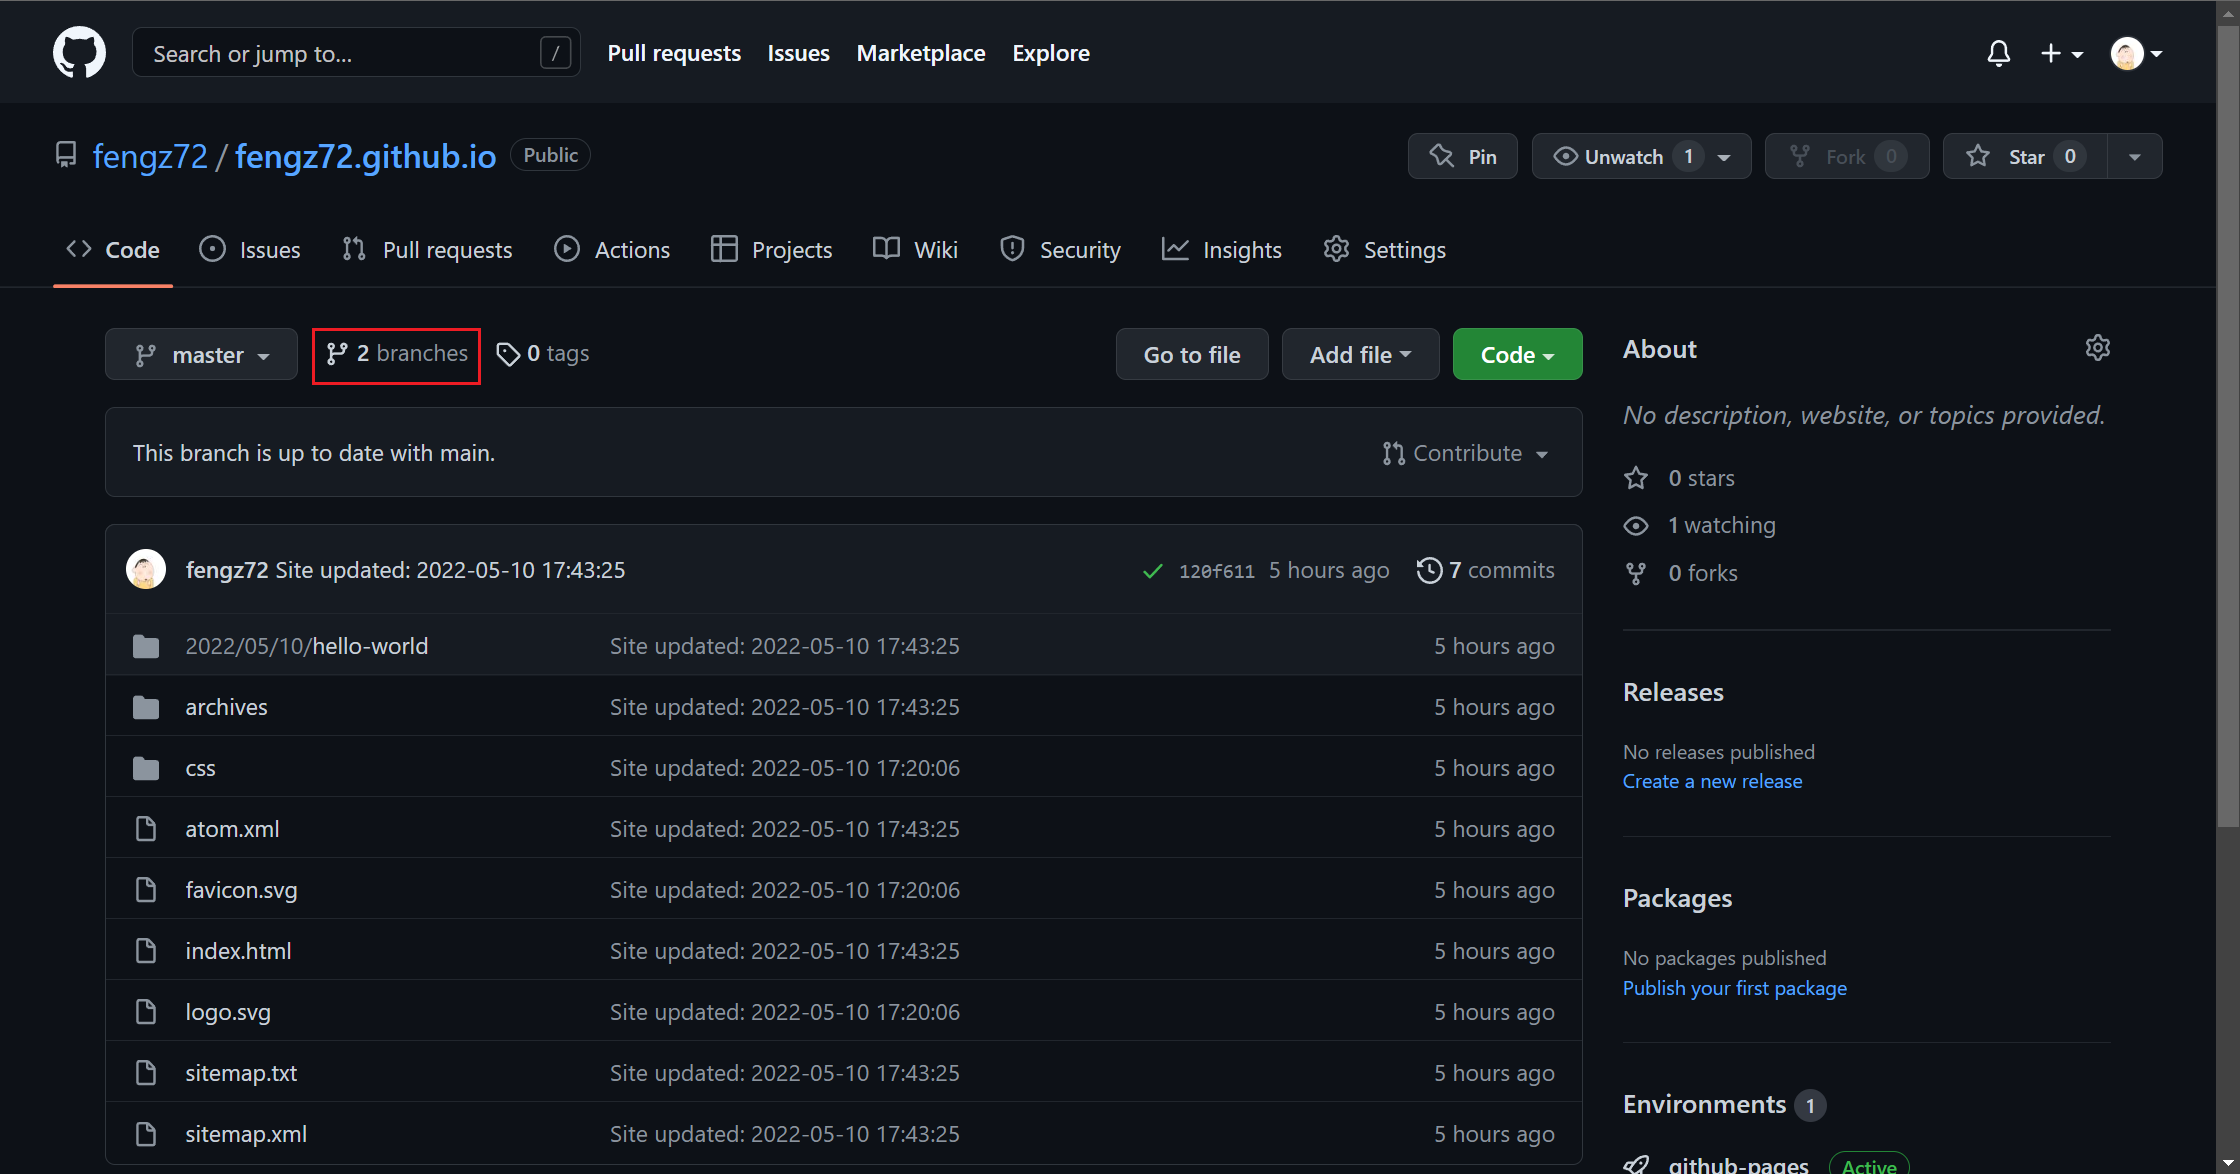 Search or jump to... / Pull requests Issues Marketplace Explore
fengz72 / fengz72.github.io Public Pin Unwatch 1 Fork 0 Star 0
Code Issues Pull requests Actions Projects Wiki Security Insights Settings
master 2 branches 0 tags Go to file Add file Code
This branch is up to date with main. Contribute
fengz72 Site updated: 2022-05-10 17:43:25 120f611 5 hours ago 7 commits
2022/05/10/hello-world Site updated: 2022-05-10 17:43:25 5 hours ago
archives Site updated: 2022-05-10 17:43:25 5 hours ago
css Site updated: 2022-05-10 17:20:06 5 hours ago
atom.xml Site updated: 2022-05-10 17:43:25 5 hours ago
favicon.svg Site updated: 2022-05-10 17:20:06 5 hours ago
index.html Site updated: 2022-05-10 17:43:25 5 hours ago
logo.svg Site updated: 2022-05-10 17:20:06 5 hours ago
sitemap.txt Site updated: 2022-05-10 17:43:25 5 hours ago
sitemap.xml Site updated: 2022-05-10 17:43:25 5 hours ago
About
No description, website, or topics provided.
0 stars
1 watching
0 forks
Releases
No releases published
Create a new release
Packages
No packages published
Publish your first package
Environments 1
github-pages Active